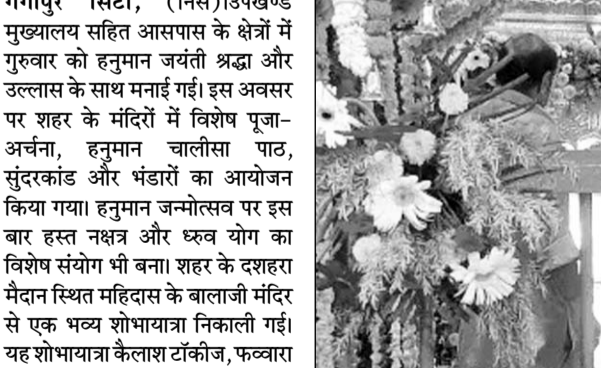 गंगापुर सिटी, (निस)।उपखण्ड
मुख्यालय सहित आसपास के क्षेत्रों में
गुरुवार को हनुमान जयंती श्रद्धा और
उल्लास के साथ मनाई गई। इस अवसर
पर शहर के मंदिरों में विशेष पूजा–
अर्चना, हनुमान चालीसा पाठ,
सुंदरकांड और भंडारों का आयोजन
किया गया। हनुमान जन्मोत्सव पर इस
बार हस्त नक्षत्र और ध्रुव योग का
विशेष संयोग भी बना। शहर के दशहरा
मैदान स्थित महिदास के बालाजी मंदिर
से एक भव्य शोभायात्रा निकाली गई।
यह शोभायात्रा कैलाश टॉकीज, फव्वारा